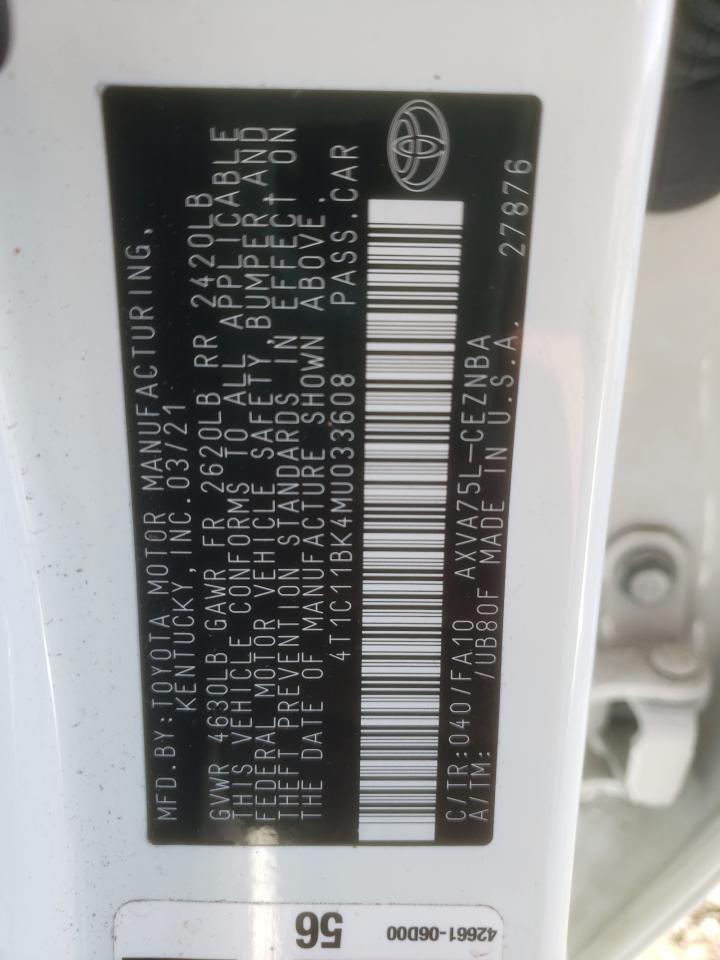 MFD. BY: TOYOTA MOTOR MANUFACTURING,
KENTUCKY, INC. 03/21
GVWR 4630LB GAWR FR 2620LB RR 2420LB
THIS VEHICLE CONFORMS TO ALL APPLICABLE
FEDERAL MOTOR VEHICLE SAFETY, BUMPER AND
THEFT PREVENTION STANDARDS IN EFFECT ON
THE DATE OF MANUFACTURE SHOWN ABOVE.
4T1C11BK4MU033608 PASS.CAR
C/TR: 040/FA10 AXVA75L-CEZNBA
A/TM: /UB80F MADE IN U.S.A. 27876
56
42661-06D00